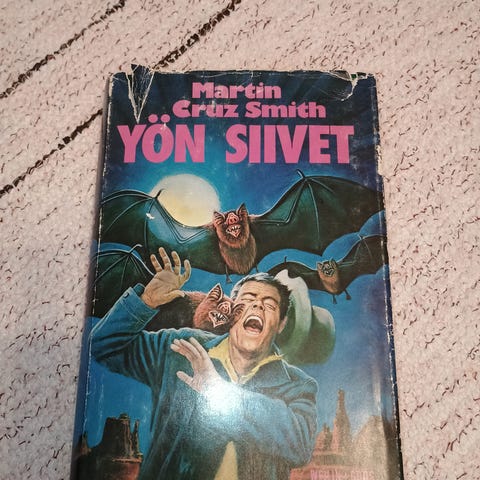 Martin
Cruz Smith
YÖN SIIVET